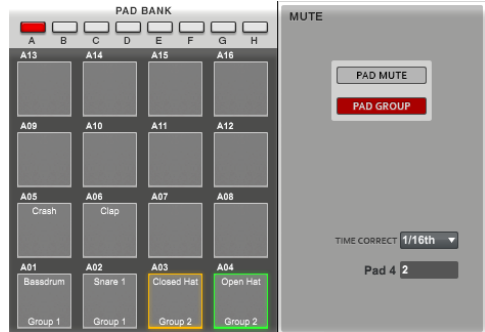 PAD BANK
A B C D E F G H
A13 A14 A15 A16
A09 A10 A11 A12
A05 A06 A07 A08
Crash Clap
A01 A02 A03 A04
Bassdrum Snare 1 Closed Hat Open Hat
Group 1 Group 1 Group 2 Group 2
MUTE
PAD MUTE
PAD GROUP
TIME CORRECT 1/16th
Pad 4 2